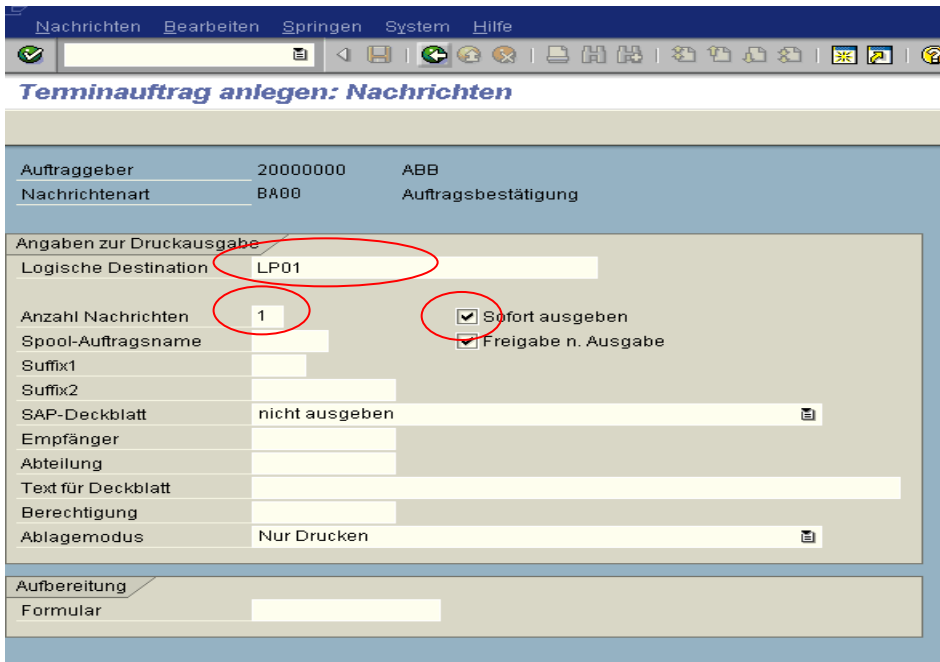 Nachrichten Bearbeiten Springen System Hilfe
Terminauftrag anlegen: Nachrichten
Auftraggeber 20000000 ABB
Nachrichtenart BA00 Auftragsbestätigung
Angaben zur Druckausgabe
Logische Destination LP01
Anzahl Nachrichten 1 Sofort ausgeben
Spool-Auftragsname Freigabe n. Ausgabe
Suffix1
Suffix2
SAP-Deckblatt nicht ausgeben
Empfänger
Abteilung
Text für Deckblatt
Berechtigung
Ablagemodus Nur Drucken
Aufbereitung
Formular